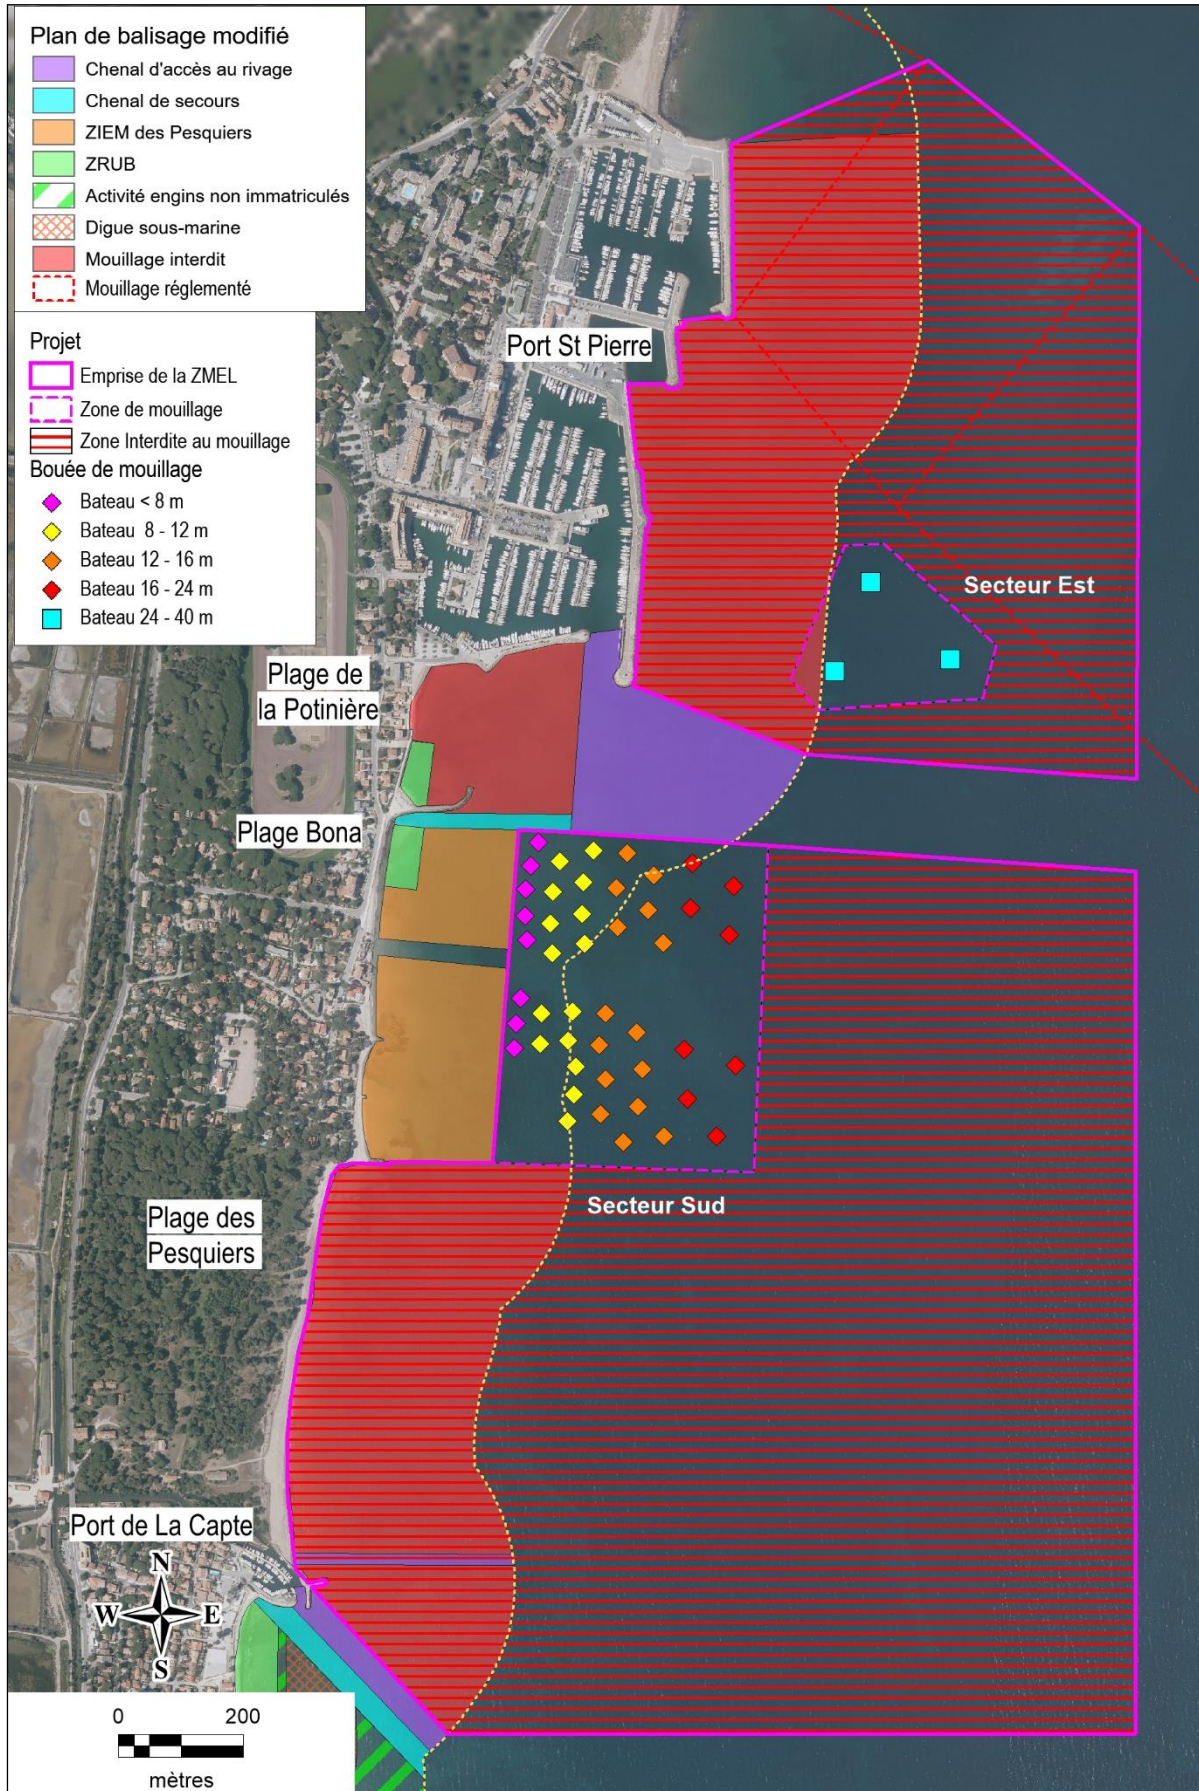 Plan de balisage modifié
Chenal d'accès au rivage
Chenal de secours
ZIEM des Pesquiers
ZRUB
Activité engins non immatriculés
Digue sous-marine
Mouillage interdit
Mouillage réglementé
Projet
Emprise de la ZMEL
Zone de mouillage
Zone Interdite au mouillage
Bouée de mouillage
Bateau < 8 m
Bateau 8 - 12 m
Bateau 12 - 16 m
Bateau 16 - 24 m
Bateau 24 - 40 m
Port St Pierre
Secteur Est
Plage de
la Potinière
Plage Bona
Secteur Sud
Plage des
Pesquiers
Port de La Capte
N
W E
S
0 200
mètres